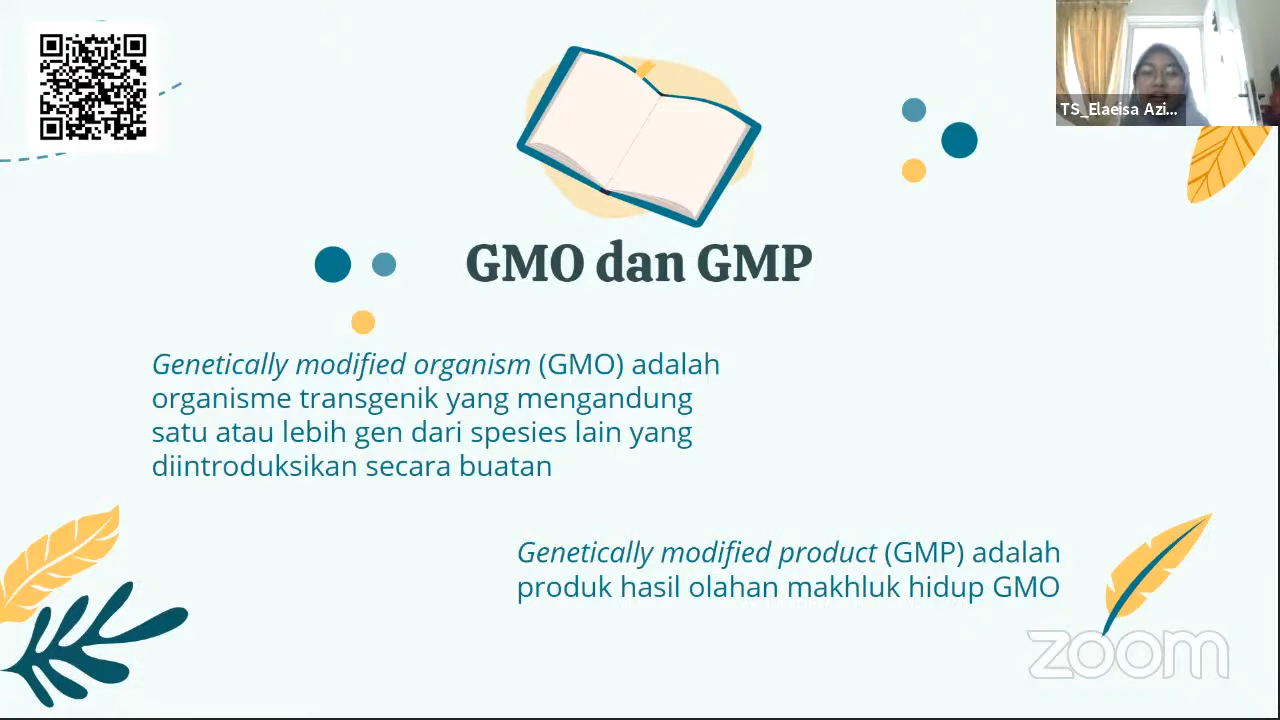 TS_Elaeisa Azi...
GMO dan GMP
Genetically modified organism (GMO) adalah
organisme transgenik yang mengandung
satu atau lebih gen dari spesies lain yang
diintroduksikan secara buatan
Genetically modified product (GMP) adalah
produk hasil olahan makhluk hidup GMO
zoom